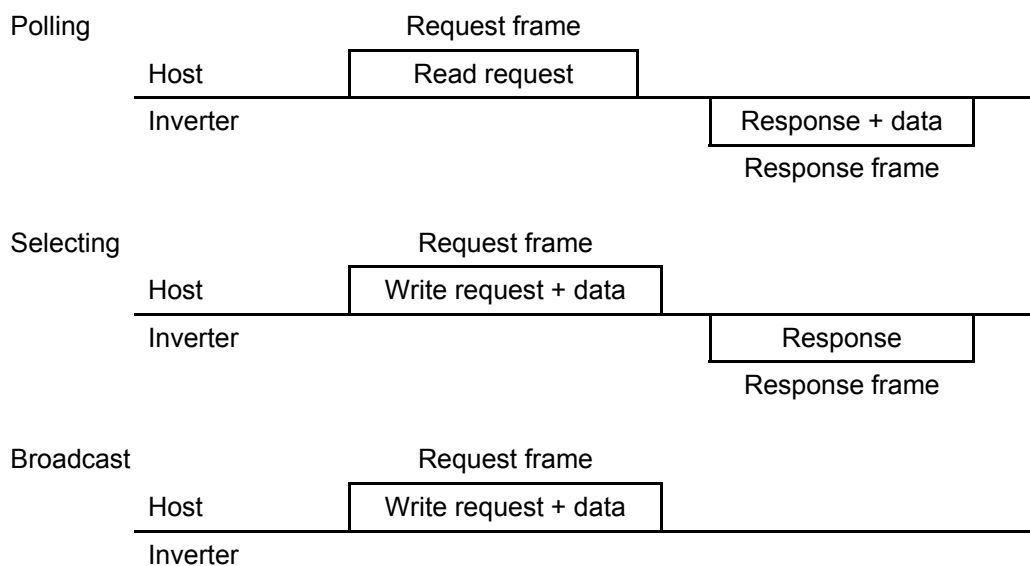 Polling Request frame
Host Read request
Inverter Response + data
Response frame
Selecting Request frame
Host Write request + data
Inverter Response
Response frame
Broadcast Request frame
Host Write request + data
Inverter